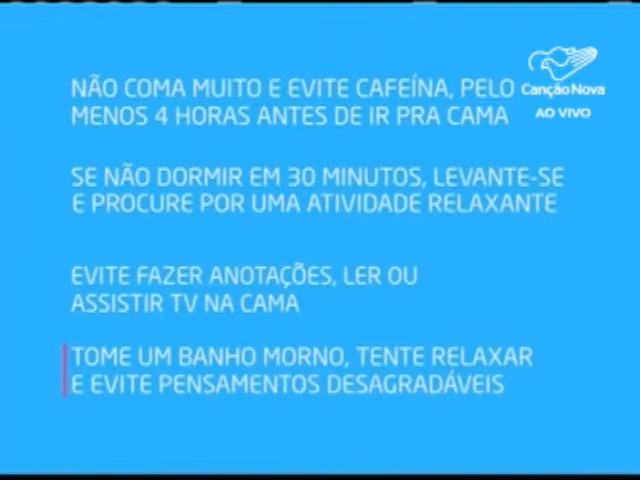 NÃO COMA MUITO E EVITE CAFEÍNA, PELO
MENOS 4 HORAS ANTES DE IR PRA CAMA
Canção Nova
AO VIVO
SE NÃO DORMIR EM 30 MINUTOS, LEVANTE-SE
E PROCURE POR UMA ATIVIDADE RELAXANTE
EVITE FAZER ANOTAÇÕES, LER OU
ASSISTIR TV NA CAMA
TOME UM BANHO MORNO, TENTE RELAXAR
E EVITE PENSAMENTOS DESAGRADÁVEIS